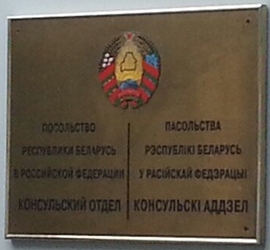 ПОСОЛЬСТВО
РЕСПУБЛИКИ БЕЛАРУСЬ
В РОССИЙСКОЙ ФЕДЕРАЦИИ
КОНСУЛЬСКИЙ ОТДЕЛ
ПАСОЛЬСТВА
РЭСПУБЛІКІ БЕЛАРУСЬ
У РАСІЙСКАЙ ФЕДЭРАЦЫІ
КОНСУЛЬСКІ АДДЗЕЛ